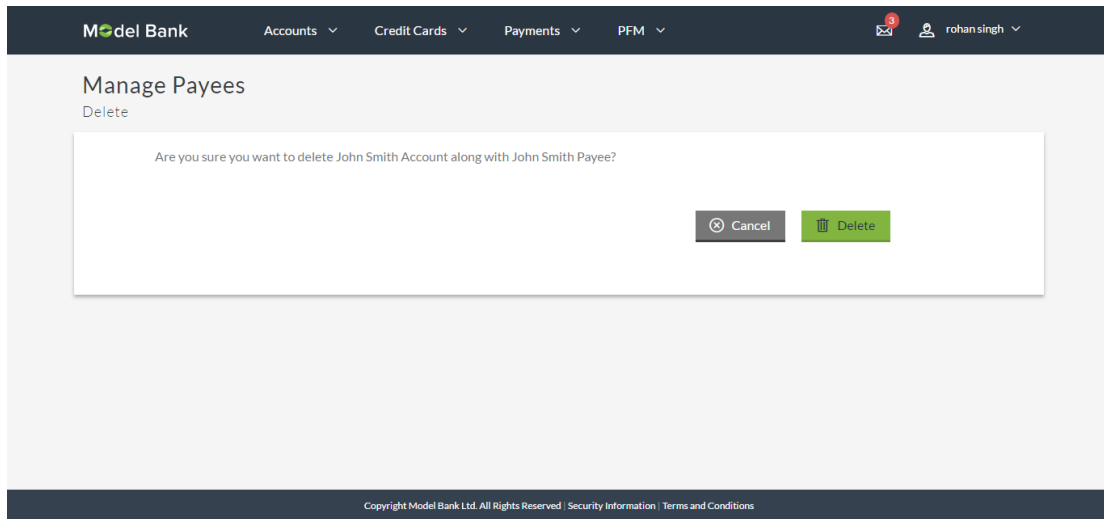 Model Bank Accounts Credit Cards Payments PFM 3 rohan singh
Manage Payees
Delete
Are you sure you want to delete John Smith Account along with John Smith Payee?
Cancel Delete
Copyright Model Bank Ltd. All Rights Reserved | Security Information | Terms and Conditions